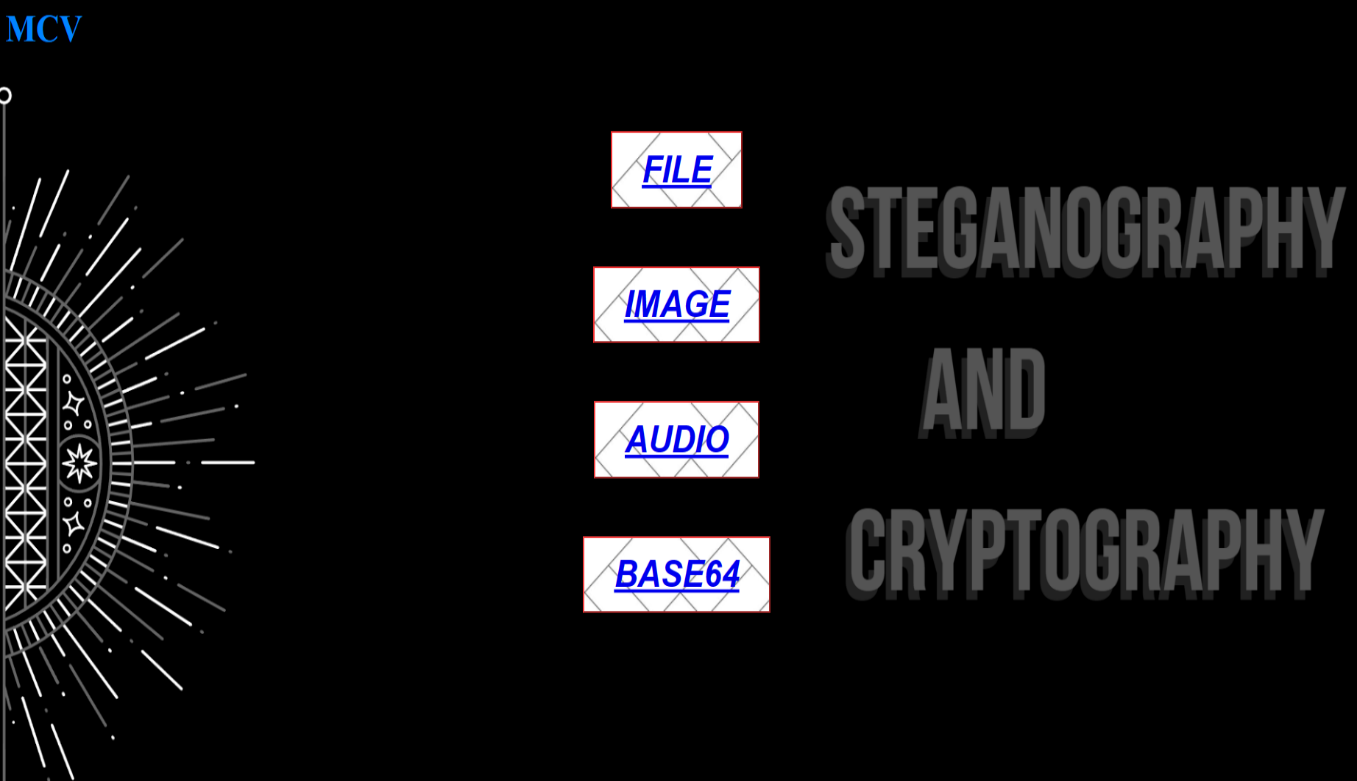 MCV
FILE
IMAGE
AUDIO
BASE64
STEGANOGRAPHY
AND
CRYPTOGRAPHY